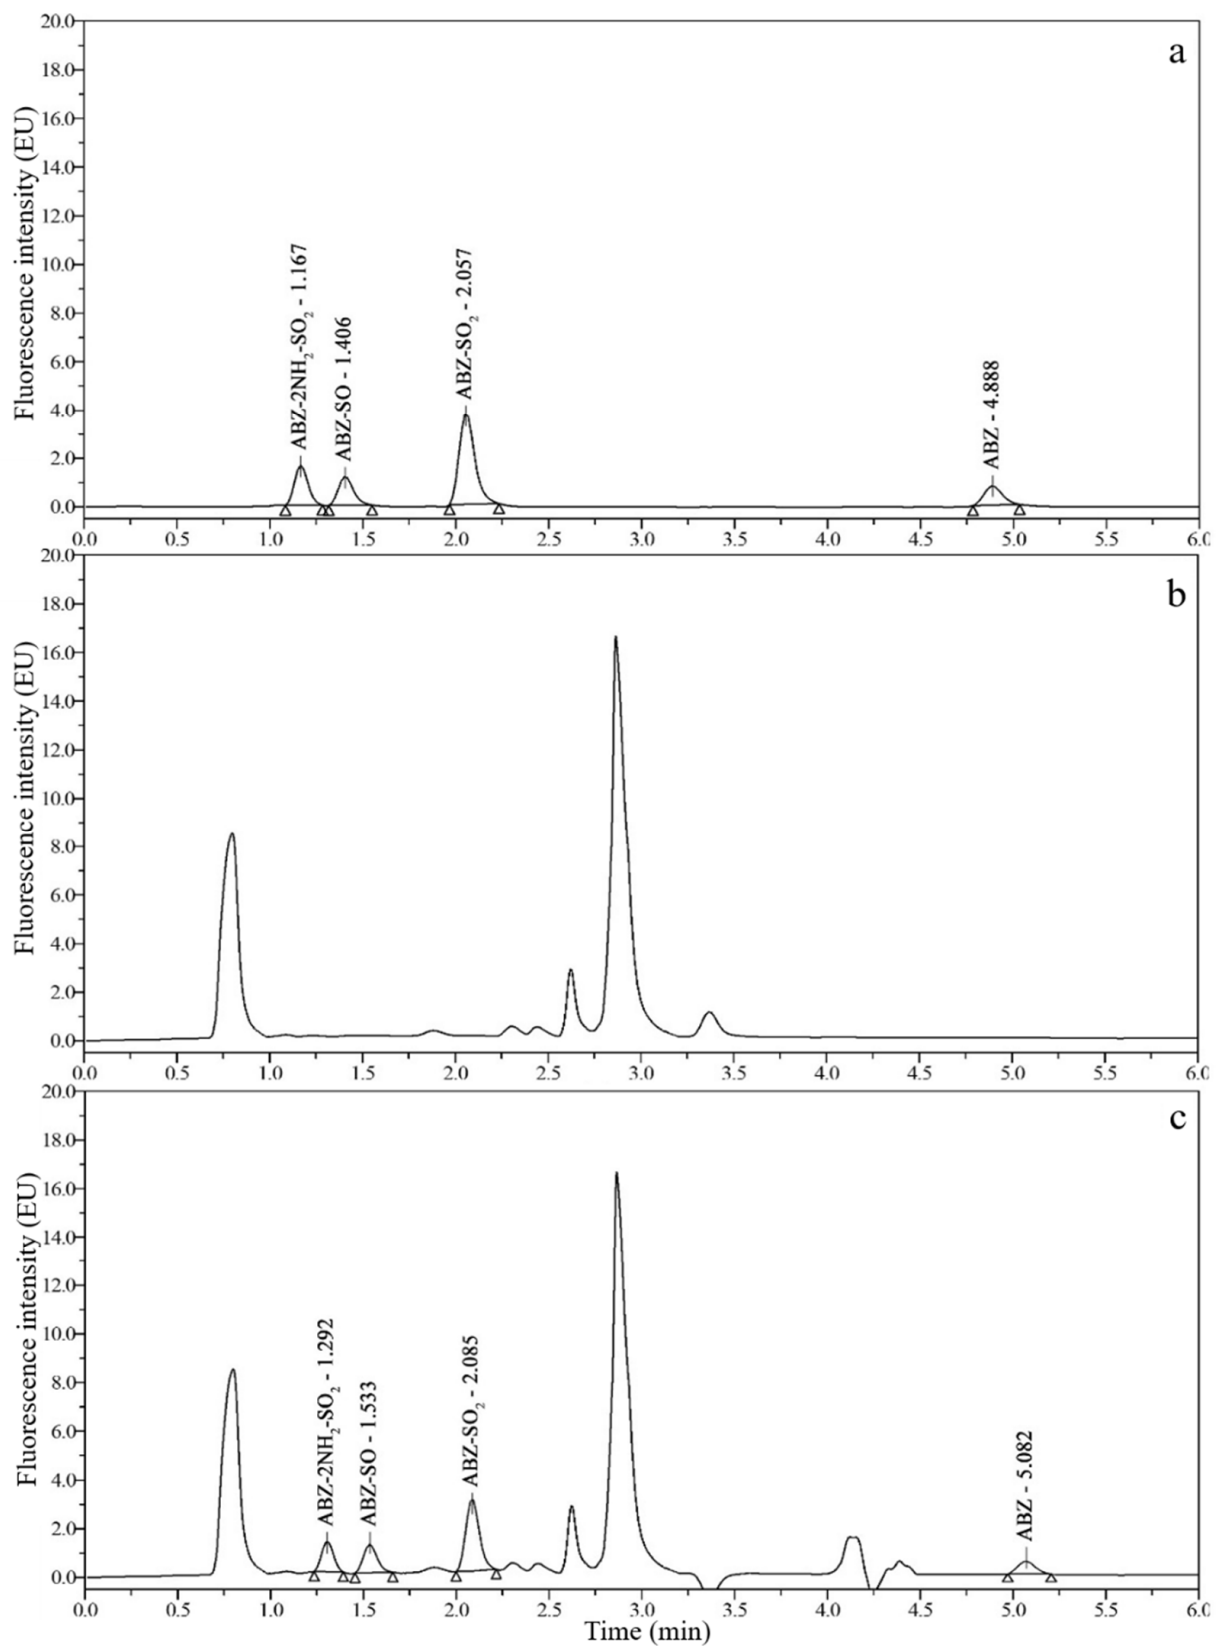 a
Fluorescence intensity (EU)
20.0
18.0
16.0
14.0
12.0
10.0
8.0
6.0
4.0
2.0
0.0
ABZ-2NH₂-SO₂ - 1.167
ABZ-SO - 1.406
ABZ-SO₂ - 2.057
ABZ - 4.888
0.0 0.5 1.0 1.5 2.0 2.5 3.0 3.5 4.0 4.5 5.0 5.5 6.0
b
Fluorescence intensity (EU)
20.0
18.0
16.0
14.0
12.0
10.0
8.0
6.0
4.0
2.0
0.0
0.0 0.5 1.0 1.5 2.0 2.5 3.0 3.5 4.0 4.5 5.0 5.5 6.0
c
Fluorescence intensity (EU)
20.0
18.0
16.0
14.0
12.0
10.0
8.0
6.0
4.0
2.0
0.0
ABZ-2NH₂-SO₂ - 1.292
ABZ-SO - 1.533
ABZ-SO₂ - 2.085
ABZ - 5.082
0.0 0.5 1.0 1.5 2.0 2.5 3.0 3.5 4.0 4.5 5.0 5.5 6.0
Time (min)